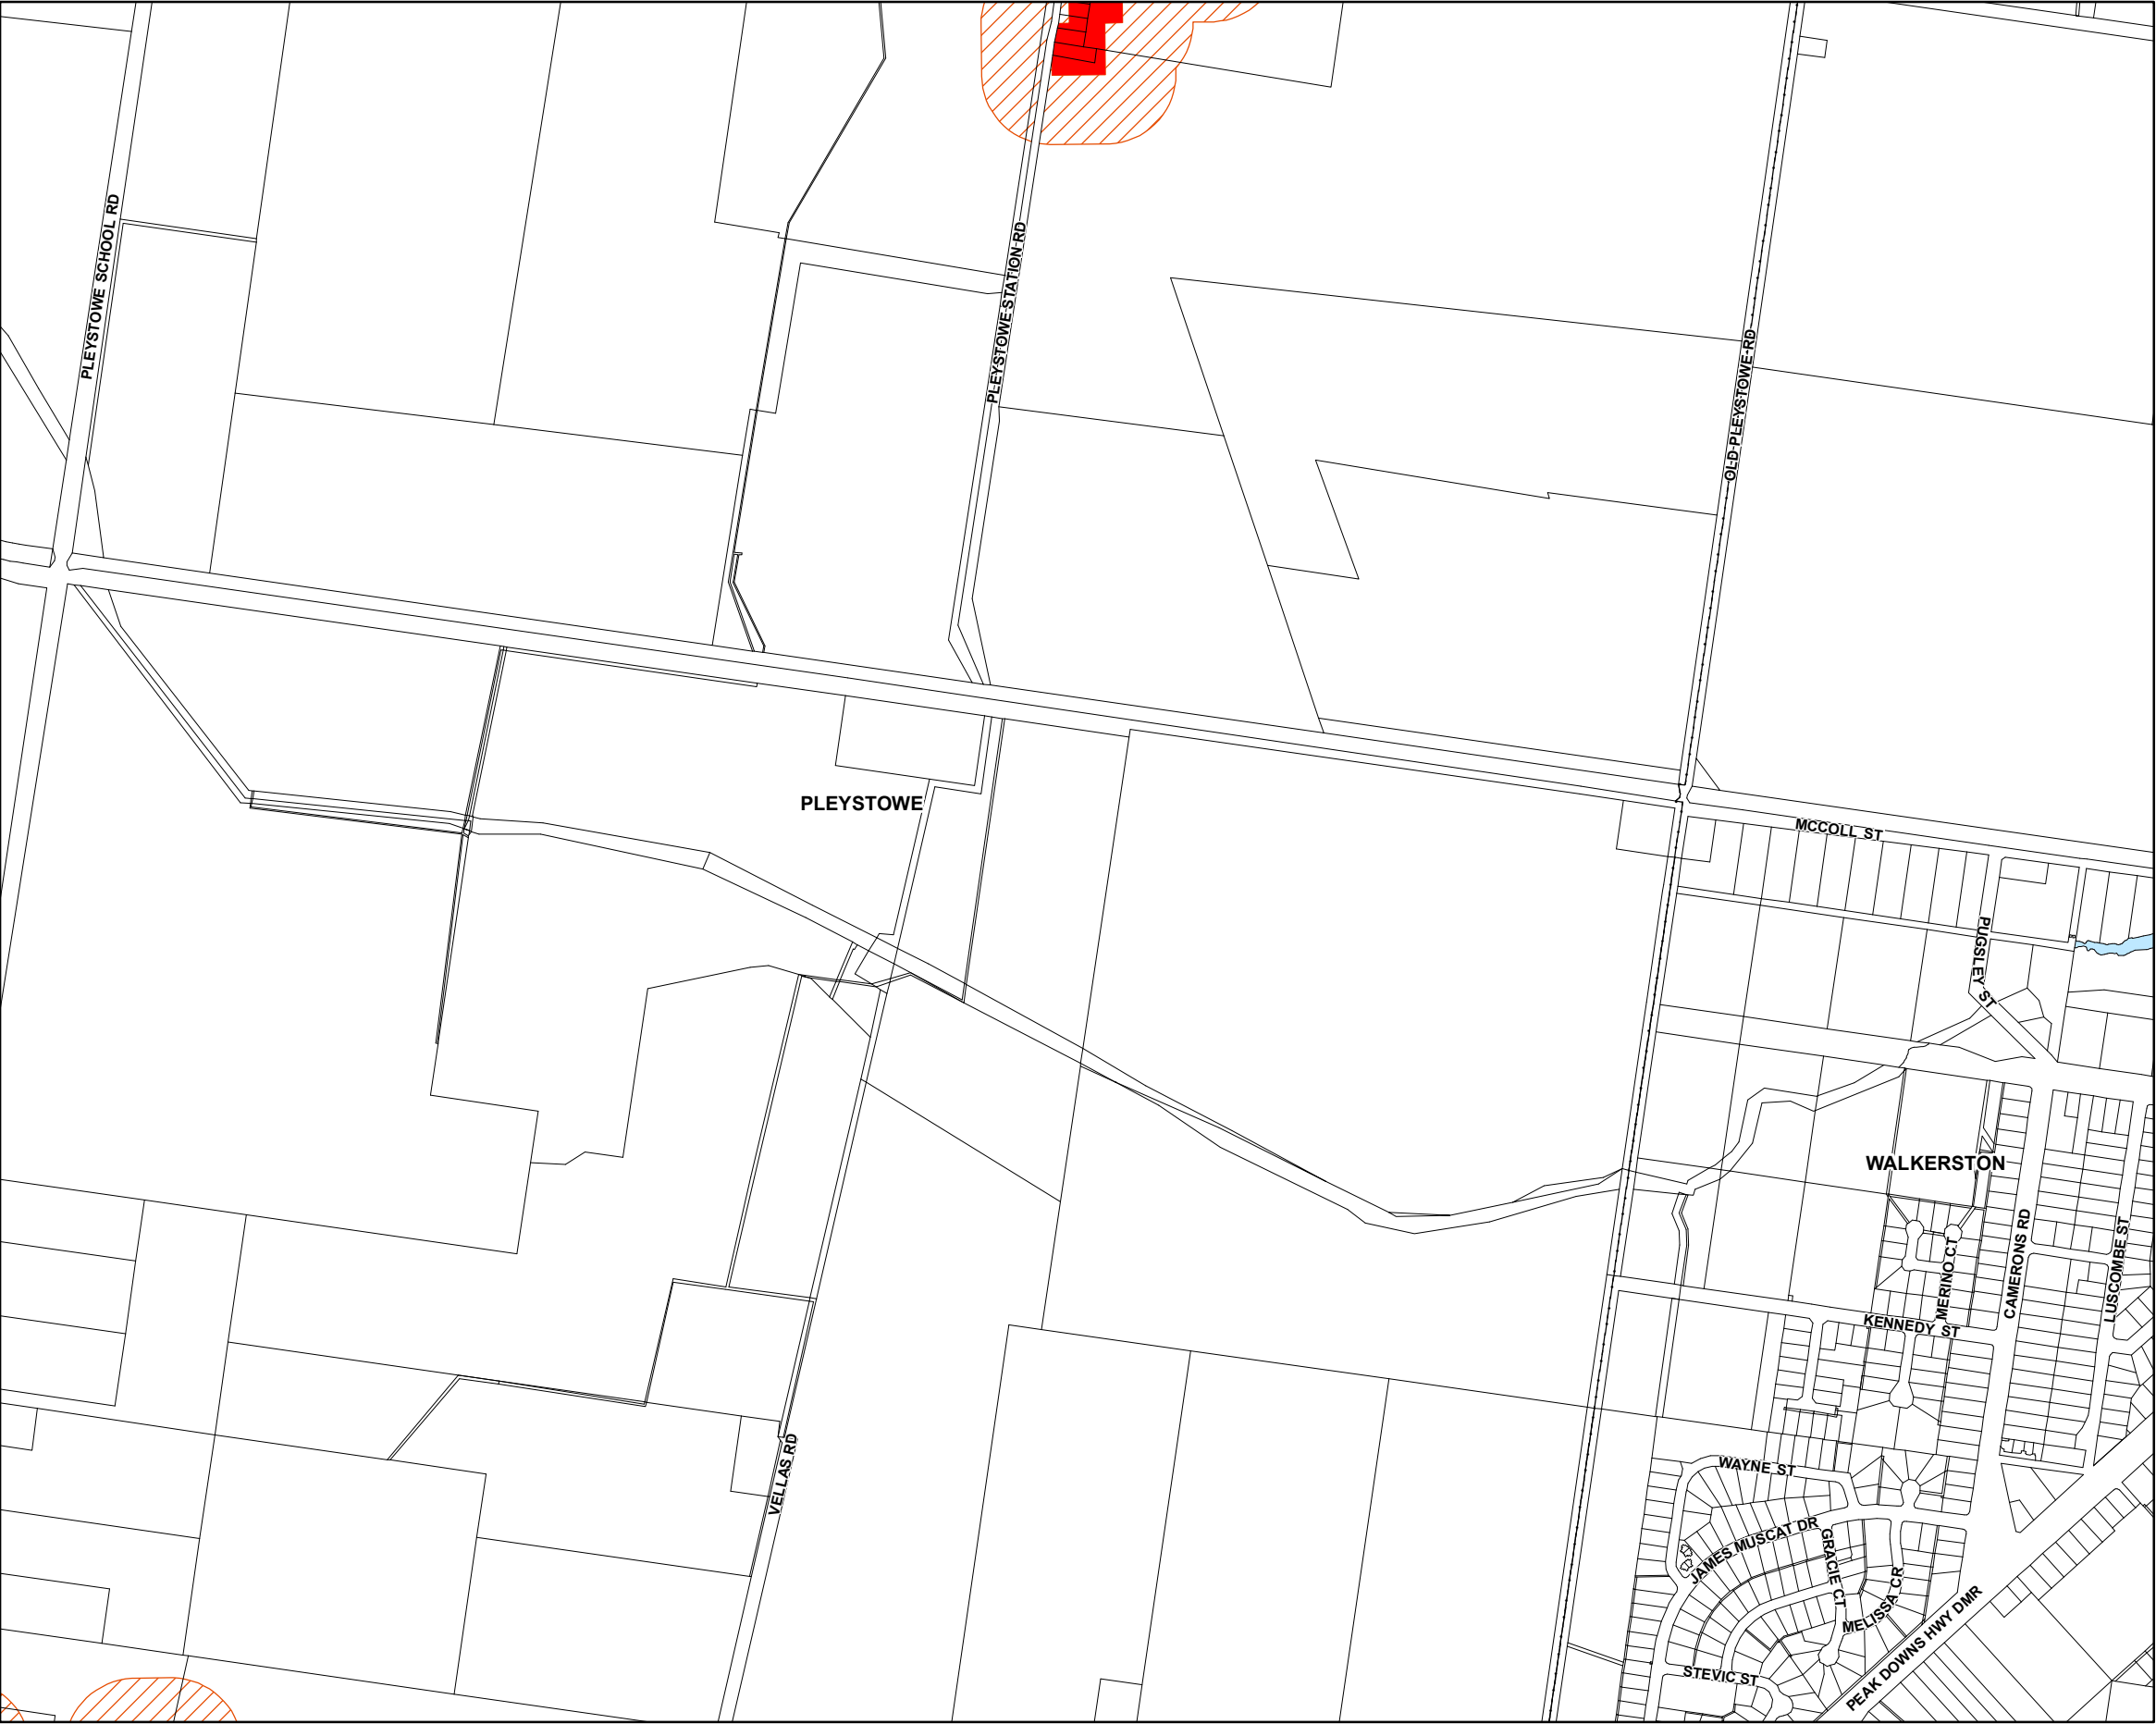 PLEYSTOWE SCHOOL RD
PLEYSTOWE STATION RD
OLD PLEYSTOWE RD
PLEYSTOWE
MCCOLL ST
PUGSLEY ST
WALKERSTON
MERINO CT
CAMERONS RD
LUSCOMBE ST
KENNEDY ST
VELLAS RD
WAYNE ST
JAMES MUSCAT DR
GRACIE CT
MELISSA CR
STEVIC ST
PEAK DOWNS HWY DMR